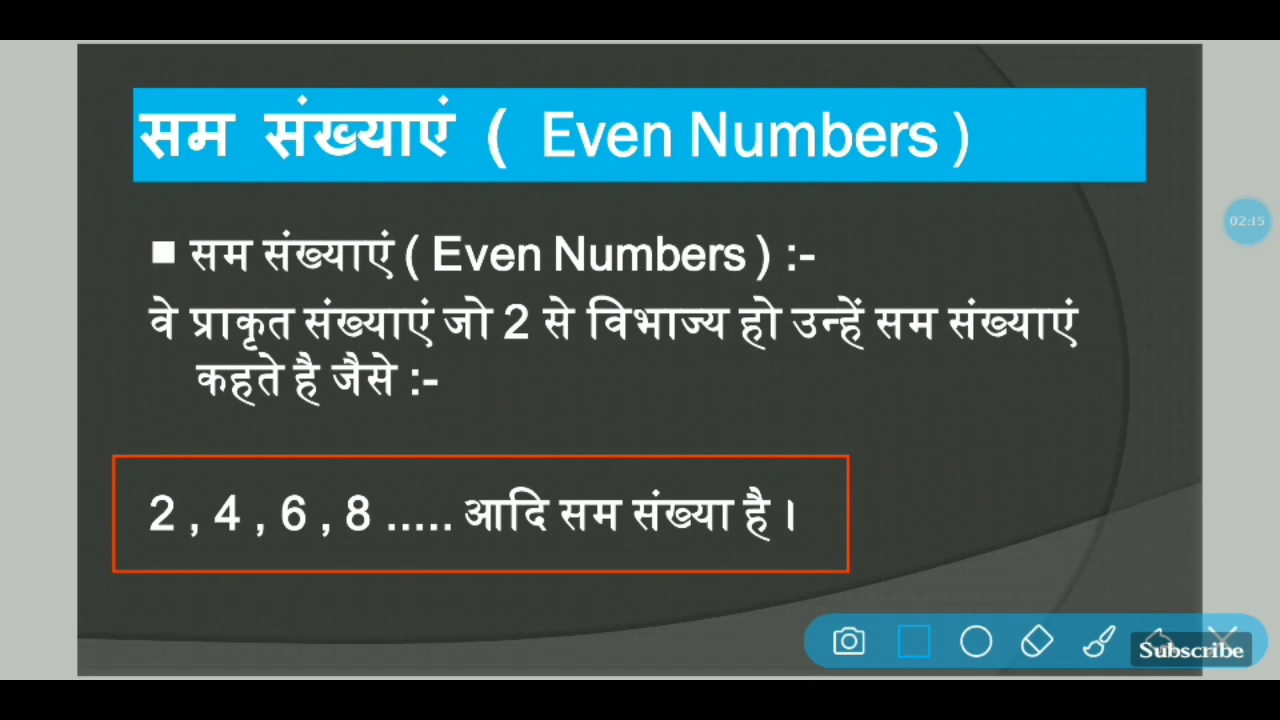 सम संख्याएं ( Even Numbers )
02:15
■ सम संख्याएं ( Even Numbers ) :-
वे प्राकृत संख्याएं जो 2 से विभाज्य हो उन्हें सम संख्याएं
कहते है जैसे :-
2 , 4 , 6 , 8 ..... आदि सम संख्या है ।
Subscribe